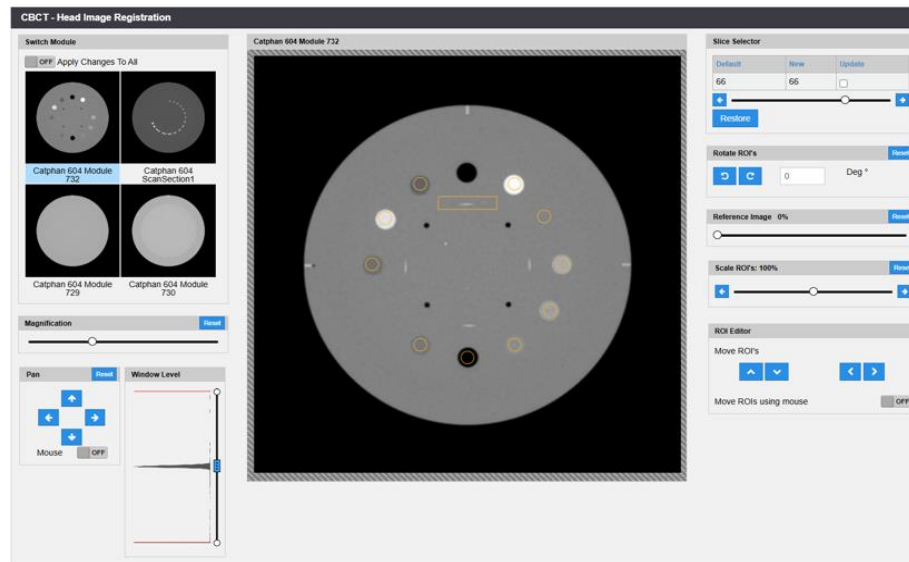 CBCT - Head Image Registration
Switch Module
OFF Apply Changes To All
Catphan 604 Module
732
Catphan 604
ScanSection1
Catphan 604 Module
729
Catphan 604 Module
730
Magnification Reset
Pan Reset
Mouse OFF
Window Level
Catphan 604 Module 732
Slice Selector
Default New Update
66 66
Restore
Rotate ROI's Reset
0 Deg °
Reference Image 0% Reset
Scale ROI's: 100% Reset
ROI Editor
Move ROI's
Move ROIs using mouse OFF